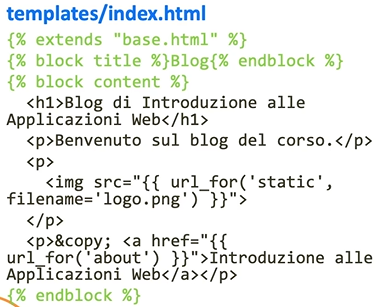 templates/index.html
{% extends "base.html" %}
{% block title %}Blog{% endblock %}
{% block content %}
<h1>Blog di Introduzione alle
Applicazioni Web</h1>
<p>Benvenuto sul blog del corso.</p>
<p>
<img src="{{ url_for('static',
filename='logo.png') }}">
</p>
<p>&copy; <a href="{{
url_for('about') }}">Introduzione alle
Applicazioni Web</a></p>
{% endblock %}